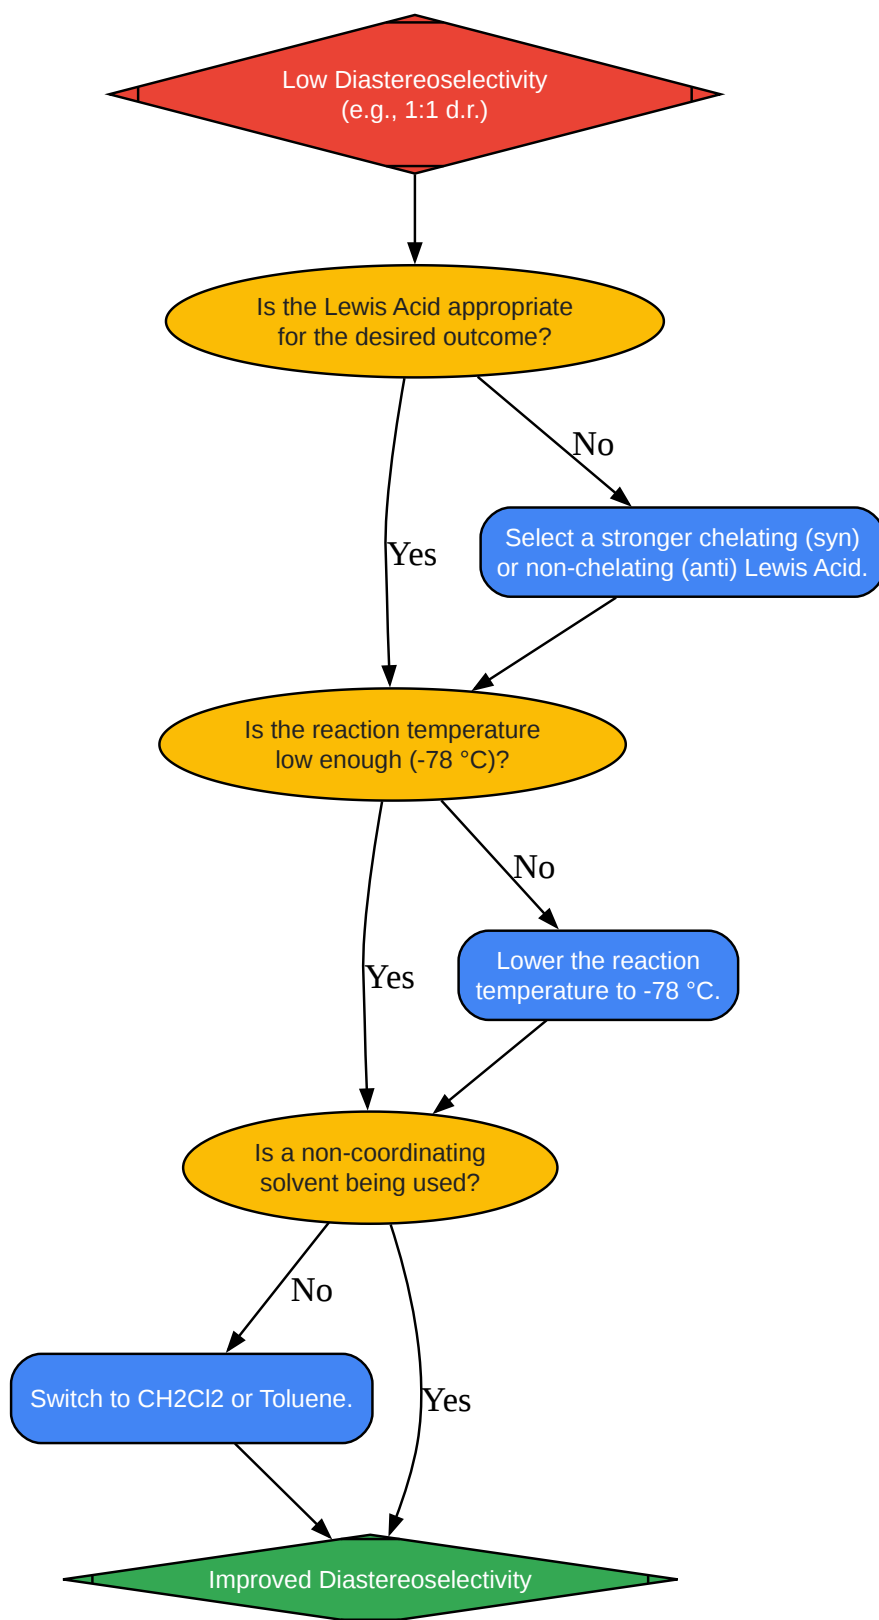 Low Diastereoselectivity
(e.g., 1:1 d.r.)
Is the Lewis Acid appropriate
for the desired outcome?
No
Yes
Select a stronger chelating (syn)
or non-chelating (anti) Lewis Acid.
Is the reaction temperature
low enough (-78 °C)?
No
Yes
Lower the reaction
temperature to -78 °C.
Is a non-coordinating
solvent being used?
No
Yes
Switch to CH2Cl2 or Toluene.
Improved Diastereoselectivity